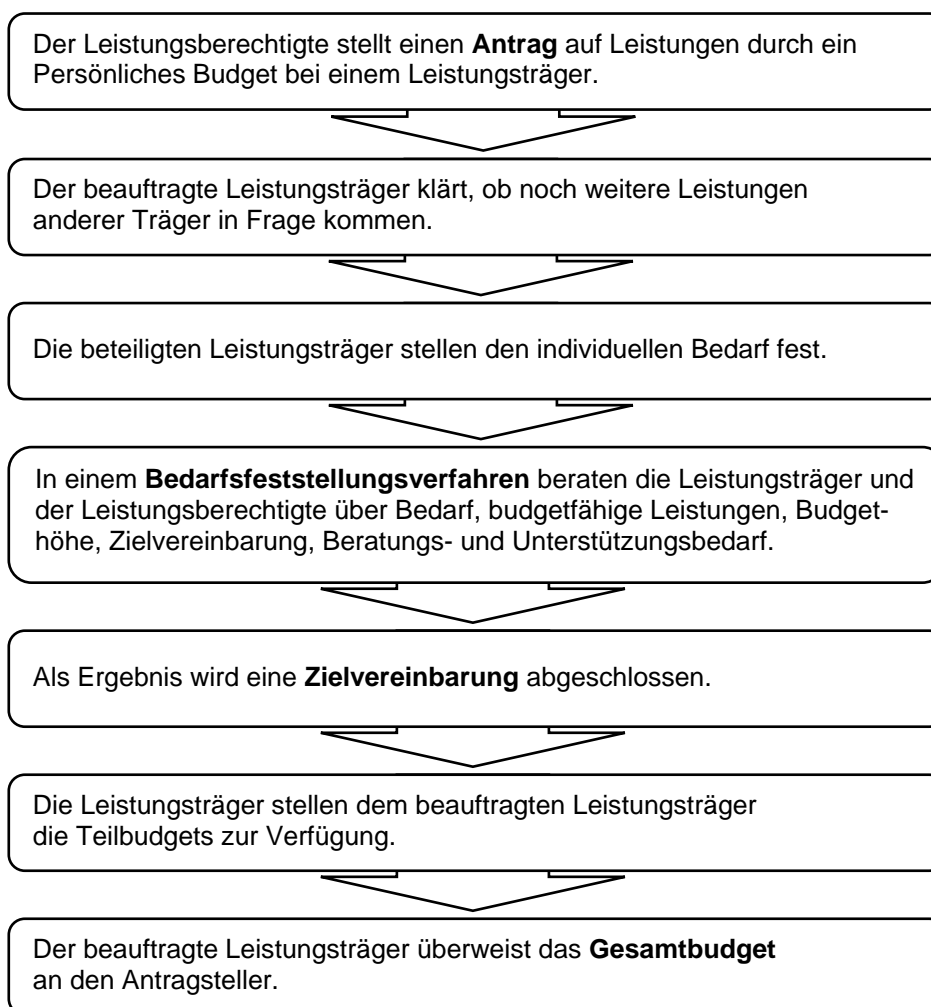 Der Leistungsberechtigte stellt einen Antrag auf Leistungen durch ein
Persönliches Budget bei einem Leistungsträger.
Der beauftragte Leistungsträger klärt, ob noch weitere Leistungen
anderer Träger in Frage kommen.
Die beteiligten Leistungsträger stellen den individuellen Bedarf fest.
In einem Bedarfsfeststellungsverfahren beraten die Leistungsträger und
der Leistungsberechtigte über Bedarf, budgetfähige Leistungen, Budget-
höhe, Zielvereinbarung, Beratungs- und Unterstützungsbedarf.
Als Ergebnis wird eine Zielvereinbarung abgeschlossen.
Die Leistungsträger stellen dem beauftragten Leistungsträger
die Teilbudgets zur Verfügung.
Der beauftragte Leistungsträger überweist das Gesamtbudget
an den Antragsteller.